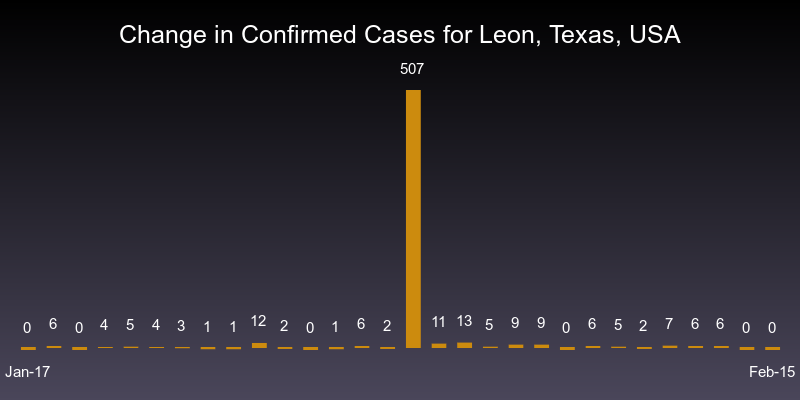 Change in Confirmed Cases for Leon, Texas, USA
507
0 6 0 4 5 4 3 1 1 12 2 0 1 6 2 11 13 5 9 9 0 6 5 2 7 6 6 0 0
Jan-17 Feb-15